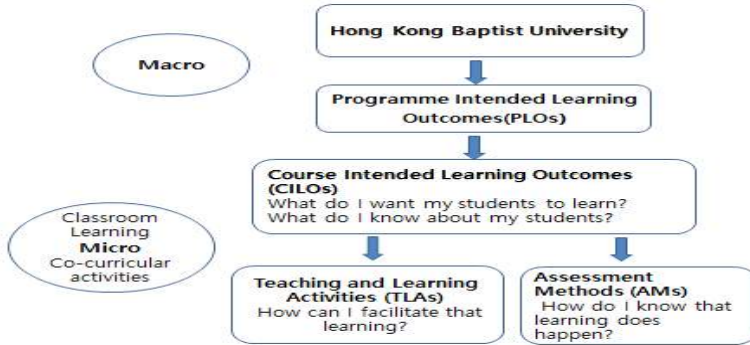 Hong Kong Baptist University
Macro
Programme Intended Learning
Outcomes(PLOs)
Course Intended Learning Outcomes
(CILOs)
What do I want my students to learn?
What do I know about my students?
Classroom
Learning
Micro
Co-curricular
activities
Teaching and Learning
Activities (TLAs)
How can I facilitate that
learning?
Assessment
Methods (AMs)
How do I know that
learning does
happen?